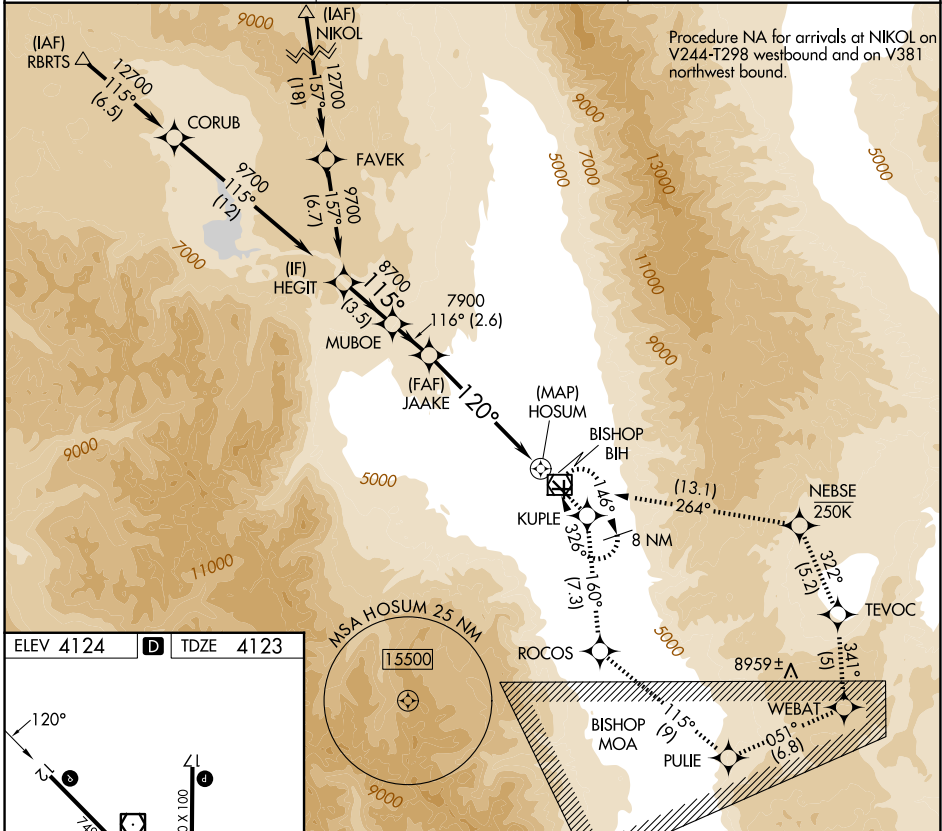 (IAF)
RBRTS
12700
115°
(6.5)
CORUB
9700
115°
(12)
9000
(IAF)
NIKOL
12700
157°
(18)
FAVEK
9700
157°
(6.7)
Procedure NA for arrivals at NIKOL on
V244-T298 westbound and on V381
northwest bound.
9000
7000
5000
13000
5000
7000
(IF)
HEGIT
8700
115°
(3.5)
7900
116° (2.6)
MUBOE
(FAF)
JAAKE
11000
9000
120°
(MAP)
HOSUM
BISHOP
BIH
9000
5000
146°
(13.1)
264°
NEBSE
250K
KUPLE
326°
8 NM
322°
(5.2)
11000
160°
(7.3)
TEVOC
MSA HOSUM 25 NM
15500
ROCOS
5000
8959±
341°
(5)
WEBAT
BISHOP
MOA
115°
(9)
051°
(6.8)
PULIE
9000
ELEV 4124
D
TDZE 4123
120°
12
17
P